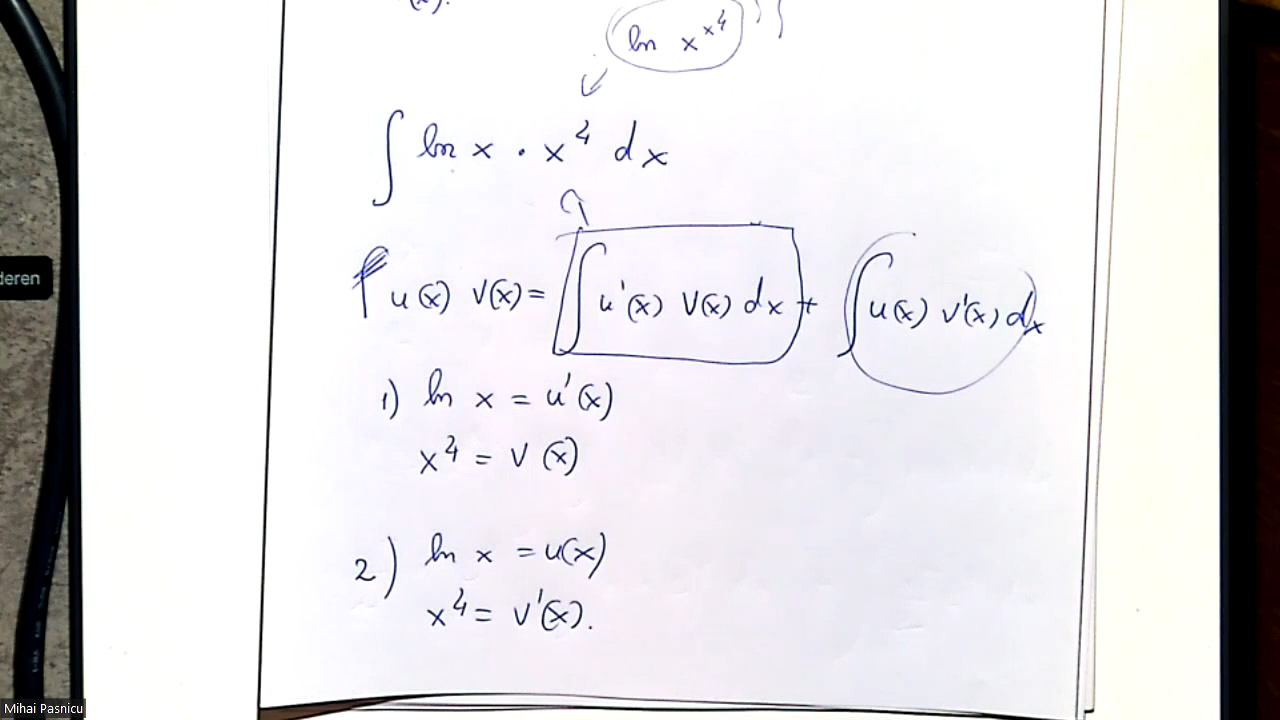 (x).
ln x^{x^4}
∫ ln x · x^4 dx
u(x) v(x) = ∫ u'(x) v(x) dx + ∫ u(x) v'(x) dx
deren
1) ln x = u'(x)
x^4 = v(x)
2) ln x = u(x)
x^4 = v'(x).
Mihai Pasnicu